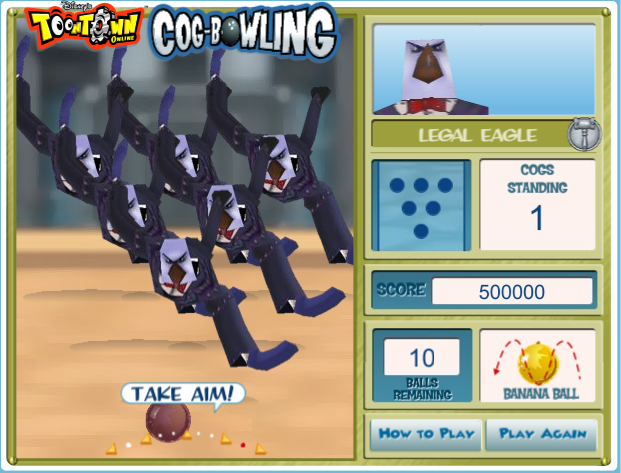 Disney's
TOONTOWN
ONLINE
COG-BOWLING
LEGAL EAGLE
COGS
STANDING
1
SCORE 500000
10
BALLS
REMAINING
BANANA BALL
TAKE AIM!
HOW TO PLAY
PLAY AGAIN